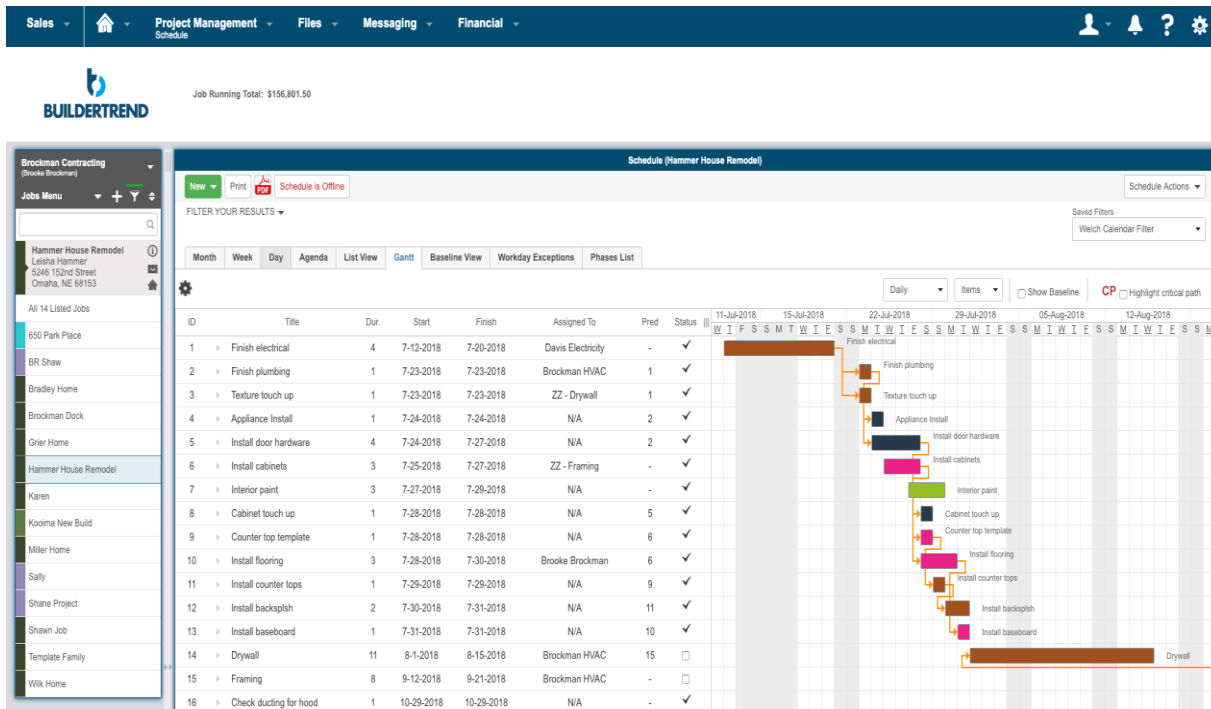 Sales Project Management Files Messaging Financial
Schedule
BUILDERTREND
Job Running Total: $156,801.50
Brockman Contracting
(Brooke Brockman)
Jobs Menu
Hammer House Remodel
Leisha Hammer
5246 152nd Street
Omaha, NE 68153
All 14 Listed Jobs
650 Park Place
BR Shaw
Bradley Home
Brockman Dock
Grier Home
Hammer House Remodel
Karen
Kooima New Build
Miller Home
Sally
Shane Project
Shawn Job
Template Family
Wilk Home
Schedule (Hammer House Remodel)
New Print PDF Schedule is Offline Schedule Actions
FILTER YOUR RESULTS
Saved Filters
Welch Calendar Filter
Month Week Day Agenda List View Gantt Baseline View Workday Exceptions Phases List
Daily Items Show Baseline CP Highlight critical path
ID Title Dur. Start Finish Assigned To Pred Status
11-Jul-2018 15-Jul-2018 22-Jul-2018 29-Jul-2018 05-Aug-2018 12-Aug-2018
W T F S S M T W T F S S M T W T F S S M T W T F S S M T W T F S S M T W T F S S M
1 Finish electrical 4 7-12-2018 7-20-2018 Davis Electricity - Finish electrical
2 Finish plumbing 1 7-23-2018 7-23-2018 Brockman HVAC 1 Finish plumbing
3 Texture touch up 1 7-23-2018 7-23-2018 ZZ - Drywall 1 Texture touch up
4 Appliance Install 1 7-24-2018 7-24-2018 N/A 2 Appliance Install
5 Install door hardware 4 7-24-2018 7-27-2018 N/A 2 Install door hardware
6 Install cabinets 3 7-25-2018 7-27-2018 ZZ - Framing - Install cabinets
7 Interior paint 3 7-27-2018 7-29-2018 N/A - Interior paint
8 Cabinet touch up 1 7-28-2018 7-28-2018 N/A 5 Cabinet touch up
9 Counter top template 1 7-28-2018 7-28-2018 N/A 6 Counter top template
10 Install flooring 3 7-28-2018 7-30-2018 Brooke Brockman 6 Install flooring
11 Install counter tops 1 7-29-2018 7-29-2018 N/A 9 Install counter tops
12 Install backsplsh 2 7-30-2018 7-31-2018 N/A 11 Install backsplsh
13 Install baseboard 1 7-31-2018 7-31-2018 N/A 10 Install baseboard
14 Drywall 11 8-1-2018 8-15-2018 Brockman HVAC 15 Drywall
15 Framing 8 9-12-2018 9-21-2018 Brockman HVAC -
16 Check ducting for hood 1 10-29-2018 10-29-2018 N/A -